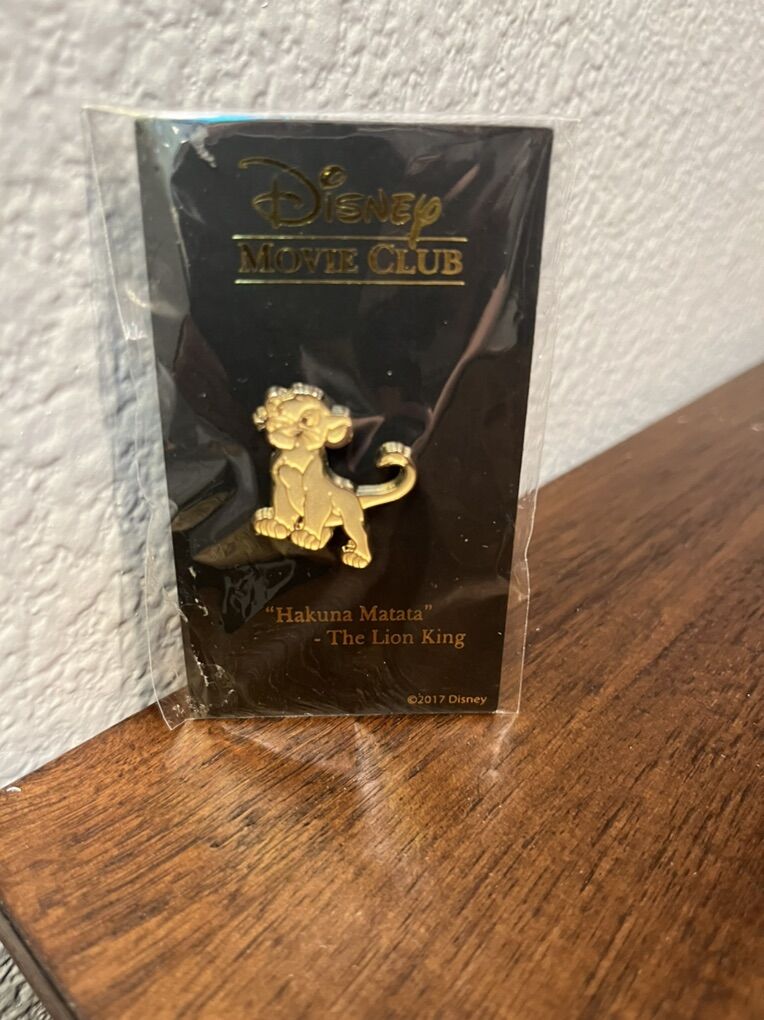 Disney
MOVIE CLUB
“Hakuna Matata”
- The Lion King
©2017 Disney